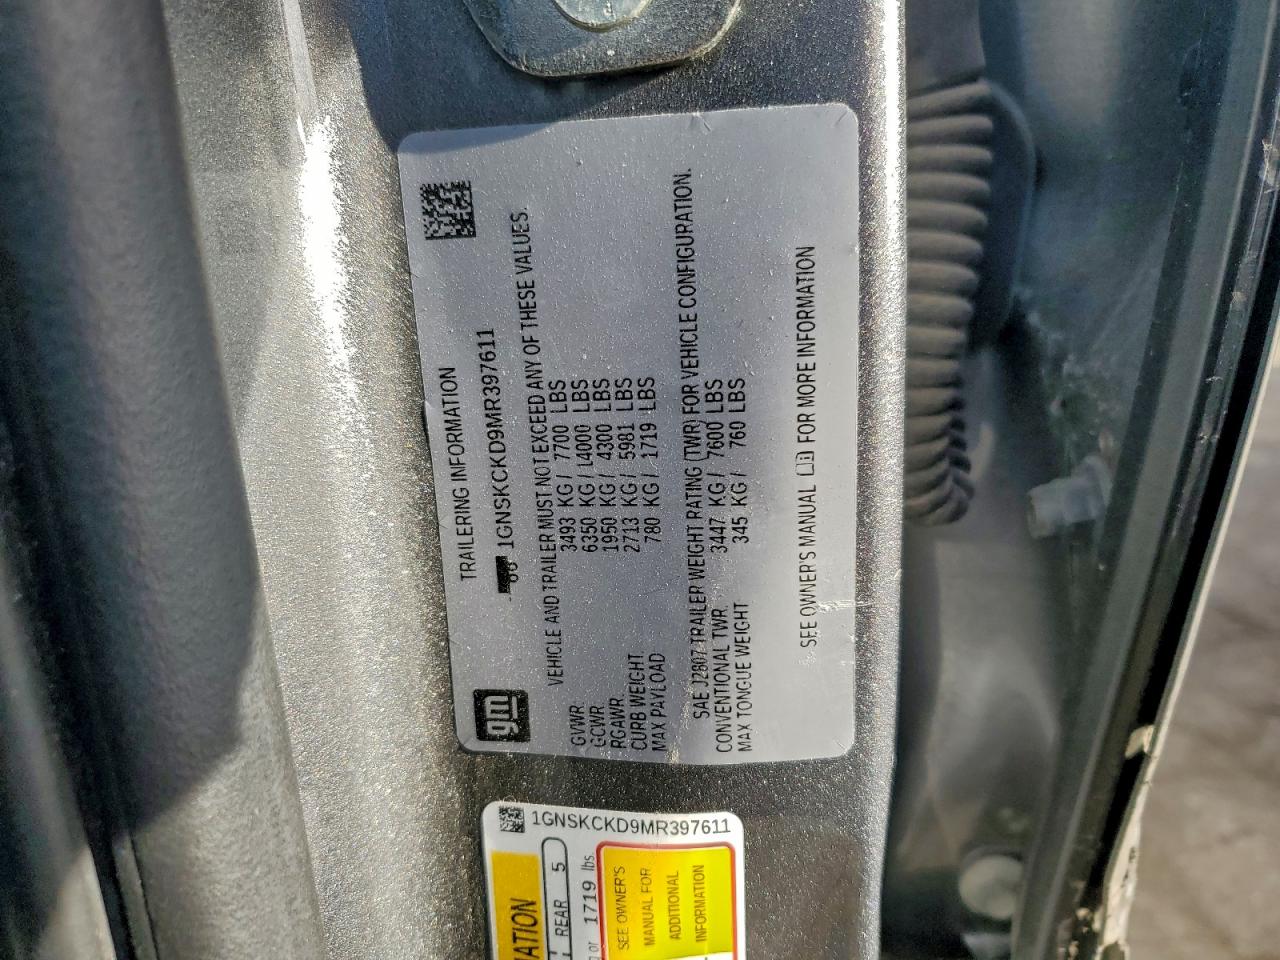 TRAILERING INFORMATION
1GNSKCKD9MR397611
gm
VEHICLE AND TRAILER MUST NOT EXCEED ANY OF THESE VALUES.
GVWR 3493 KG / 7700 LBS
GCWR 6350 KG / 14000 LBS
RGAWR 1950 KG / 4300 LBS
CURB WEIGHT 2713 KG / 5981 LBS
MAX PAYLOAD 780 KG / 1719 LBS
SAE J2807 TRAILER WEIGHT RATING (TWR) FOR VEHICLE CONFIGURATION.
CONVENTIONAL TWR 3447 KG / 7600 LBS
MAX TONGUE WEIGHT 345 KG / 760 LBS
SEE OWNER'S MANUAL FOR MORE INFORMATION
1GNSKCKD9MR397611
REAR 5
or 1719 lbs
SEE OWNER'S
MANUAL FOR
ADDITIONAL
INFORMATION